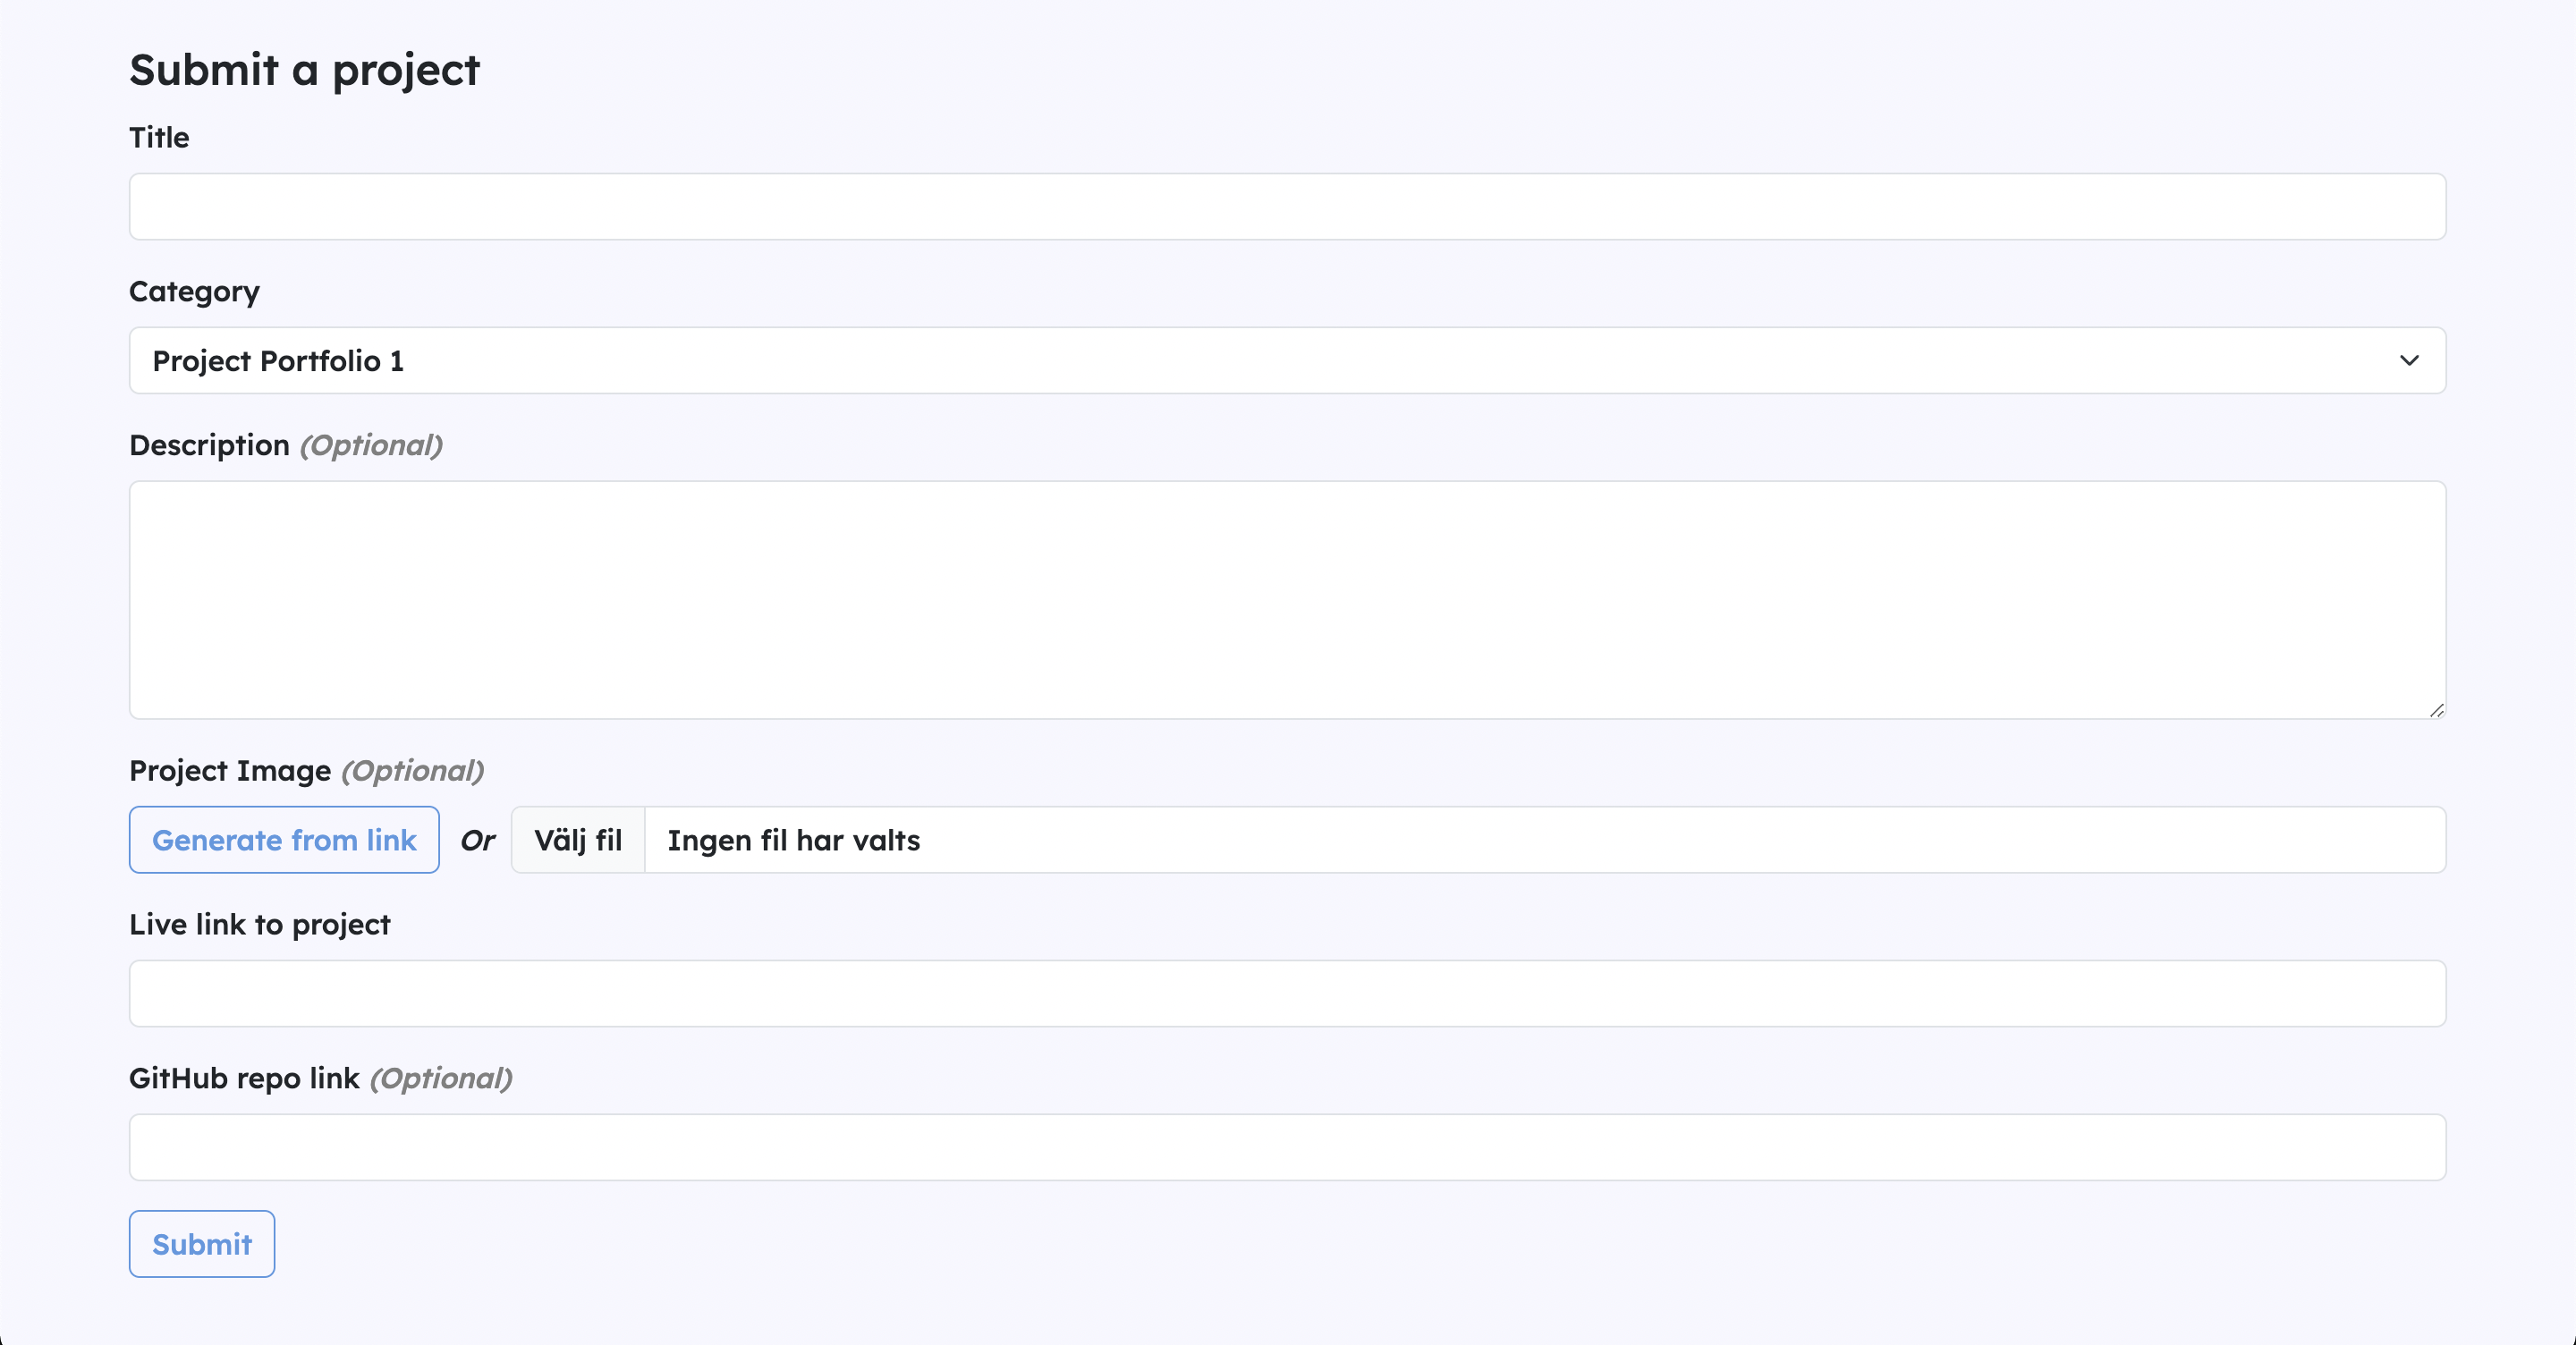 Submit a project
Title
Category
Project Portfolio 1
Description (Optional)
Project Image (Optional)
Generate from link Or Välj fil Ingen fil har valts
Live link to project
GitHub repo link (Optional)
Submit